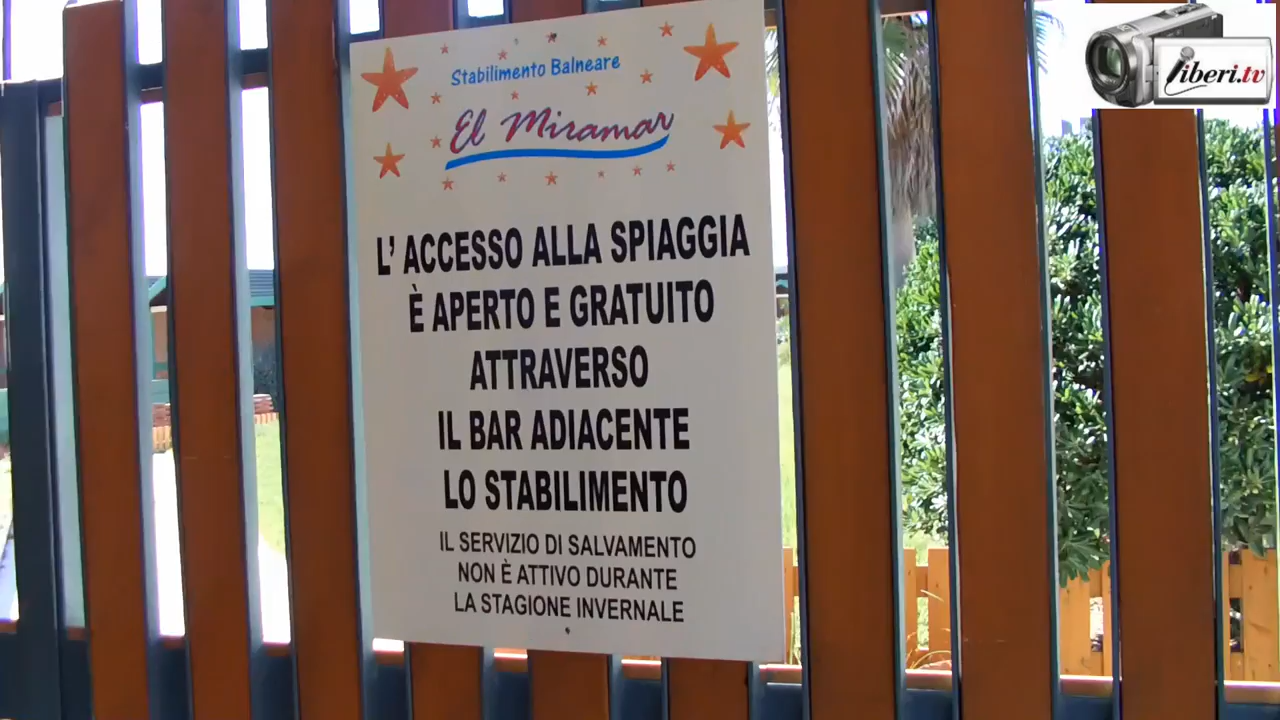 liberi.tv
Stabilimento Balneare
El Miramar
L' ACCESSO ALLA SPIAGGIA
È APERTO E GRATUITO
ATTRAVERSO
IL BAR ADIACENTE
LO STABILIMENTO
IL SERVIZIO DI SALVAMENTO
NON È ATTIVO DURANTE
LA STAGIONE INVERNALE